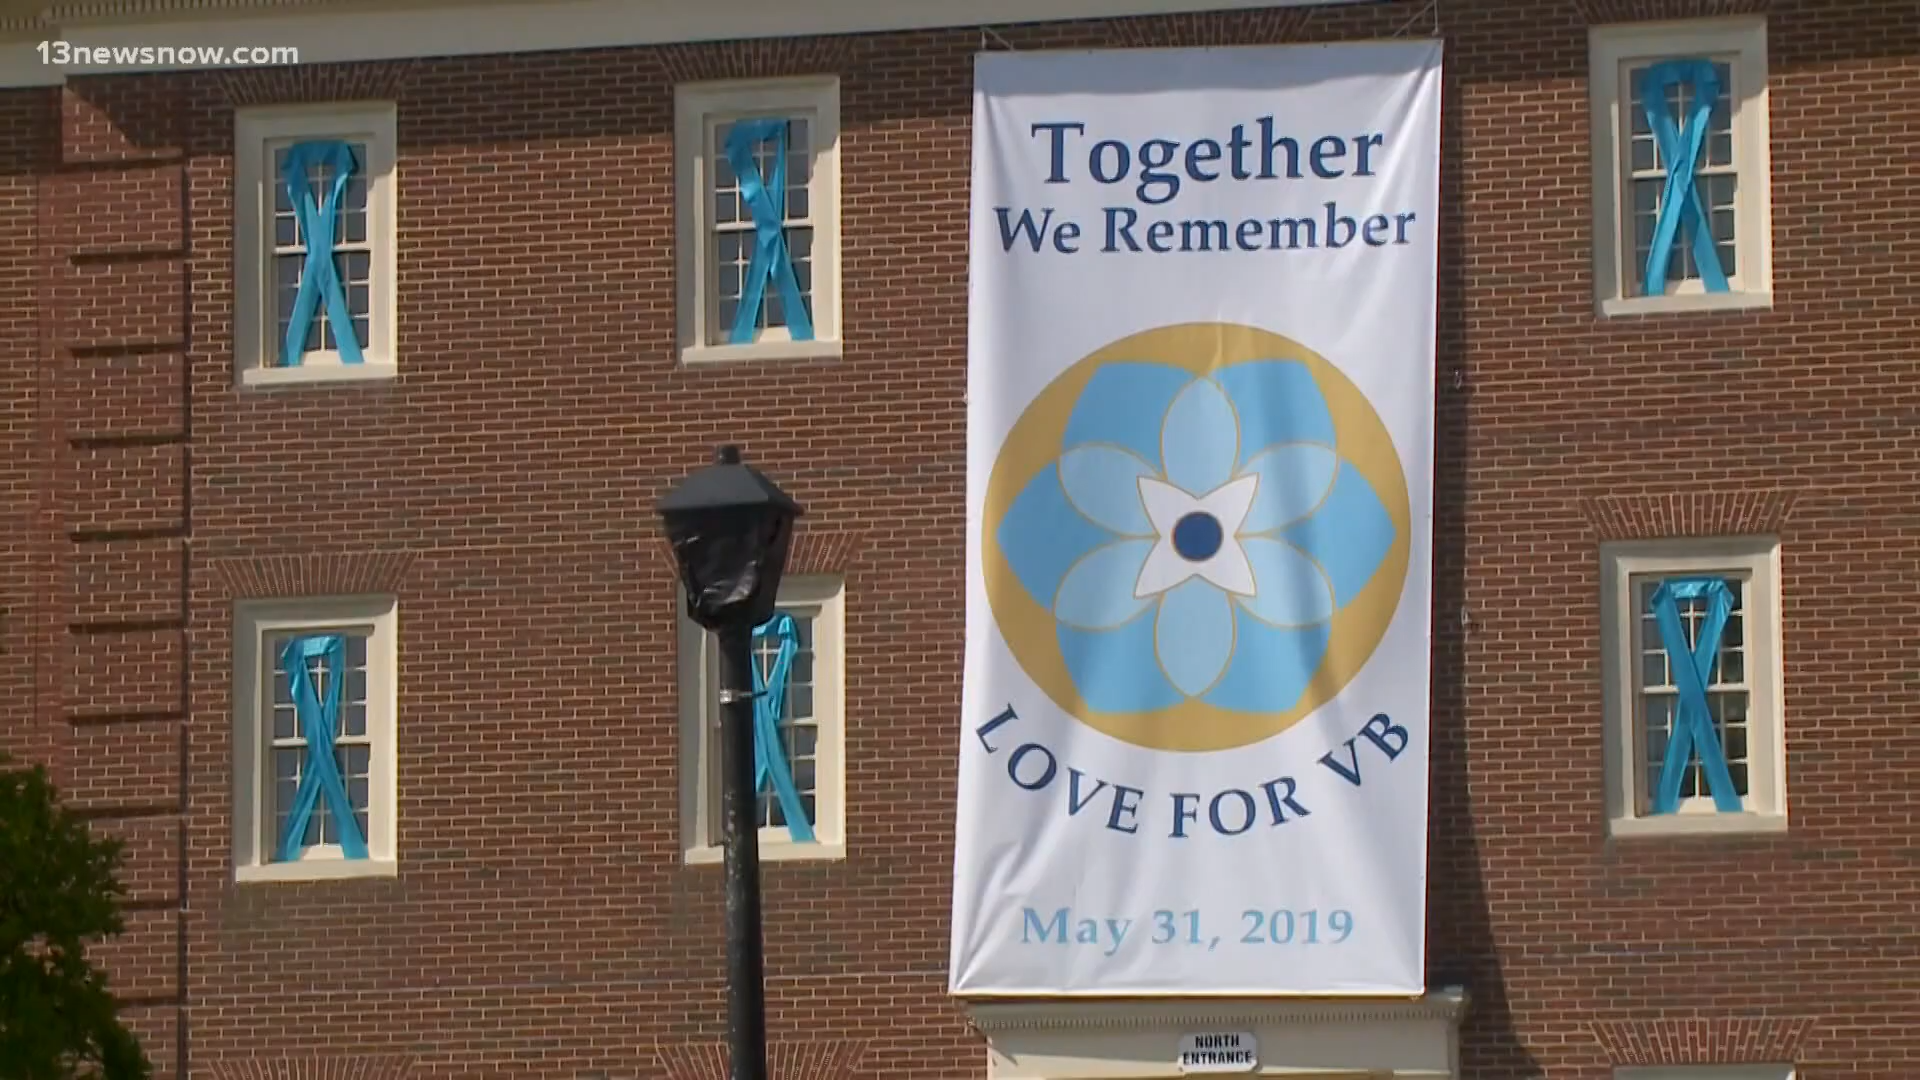 13newsnow.com
Together
We Remember
LOVE FOR VB
May 31, 2019
NORTH
ENTRANCE